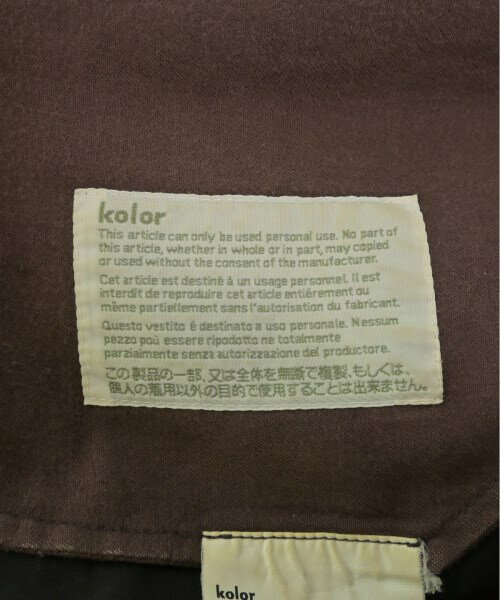 kolor
This article can only be used personal use. No part of
this article, whether in whole or in part, may copied
or used without the consent of the manufacturer.
Cet article est destiné à un usage personnel. Il est
interdit de reproduire cet article entiérement ou
même partiellement sans l'autorisation du fabricant.
Questo vestito é destinato a uso personale. Nessum
pezzo puó essere ripodotto ne totalmente
parzialmente senza autorizzazione del productore.
この製品の一部、又は全体を無断で複製、もしくは、
個人の着用以外の目的で使用することは出来ません。
kolor